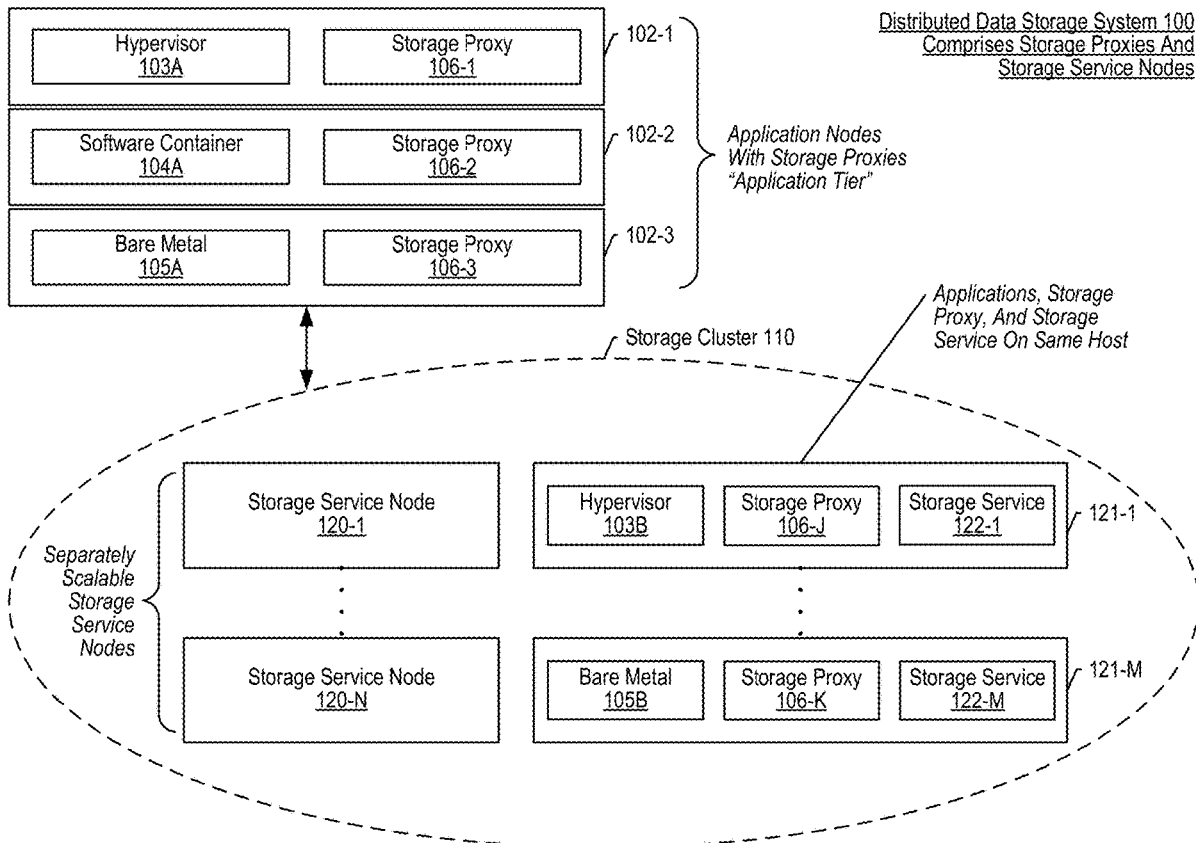 Distributed Data Storage System 100
Comprises Storage Proxies And
Storage Service Nodes
Hypervisor
103A
Storage Proxy
106-1
102-1
Software Container
104A
Storage Proxy
106-2
102-2
Bare Metal
105A
Storage Proxy
106-3
102-3
Application Nodes
With Storage Proxies
“Application Tier”
Applications, Storage
Proxy, And Storage
Service On Same Host
Storage Cluster 110
Separately
Scalable
Storage
Service
Nodes
Storage Service Node
120-1
Hypervisor
103B
Storage Proxy
106-J
Storage Service
122-1
121-1
Storage Service Node
120-N
Bare Metal
105B
Storage Proxy
106-K
Storage Service
122-M
121-M